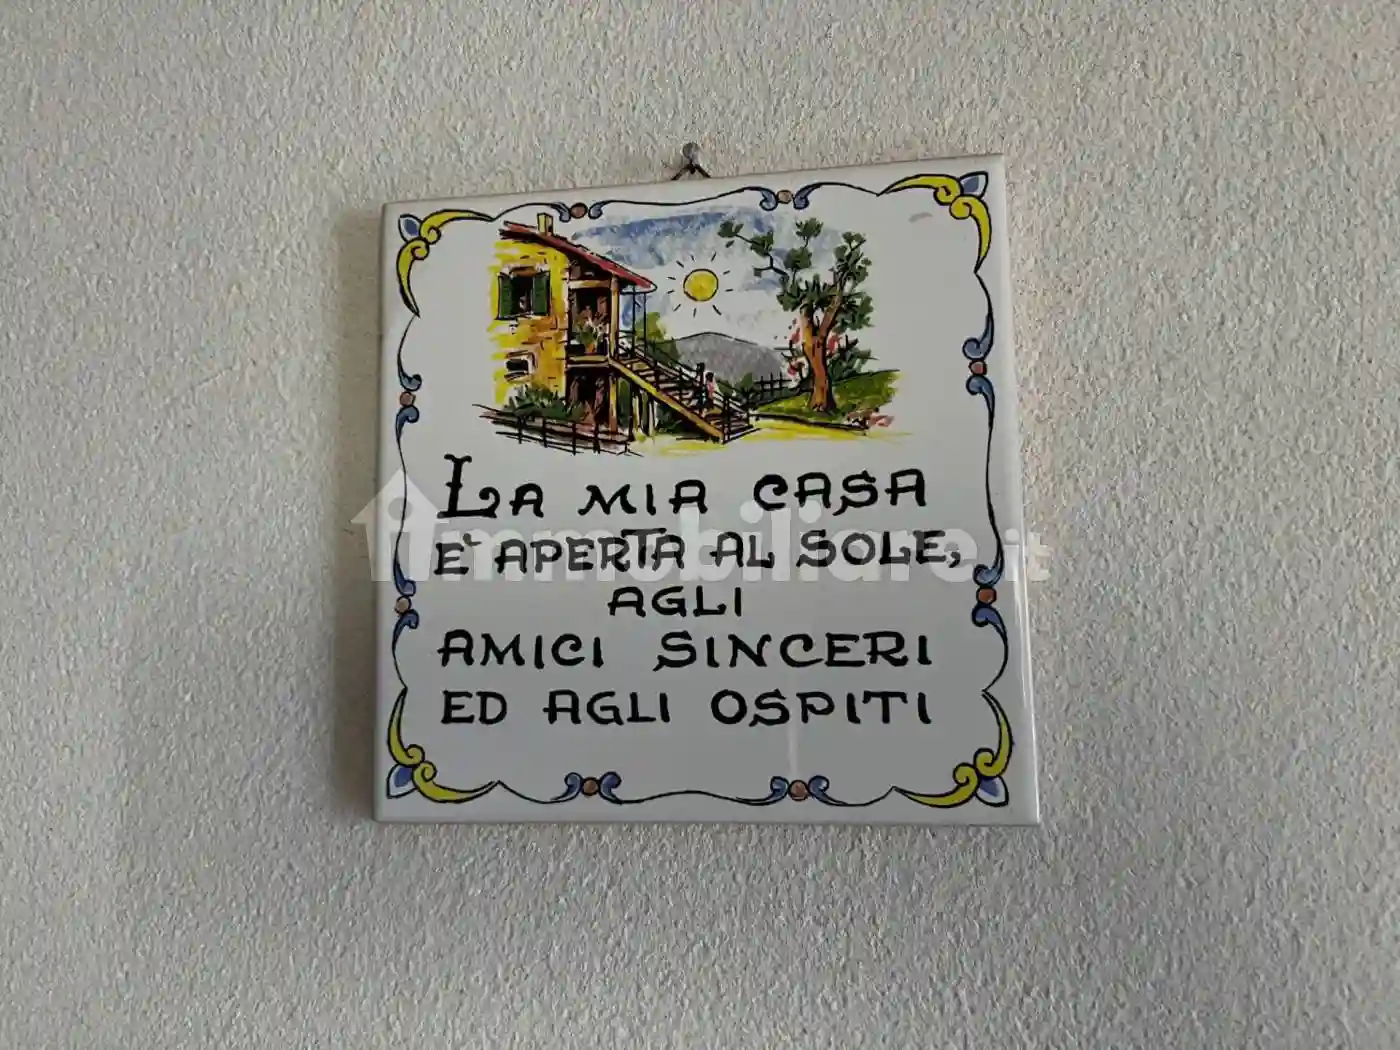 La mia casa
E' aperta al sole,
agli
amici sinceri
ed agli ospiti
immobiliare.it